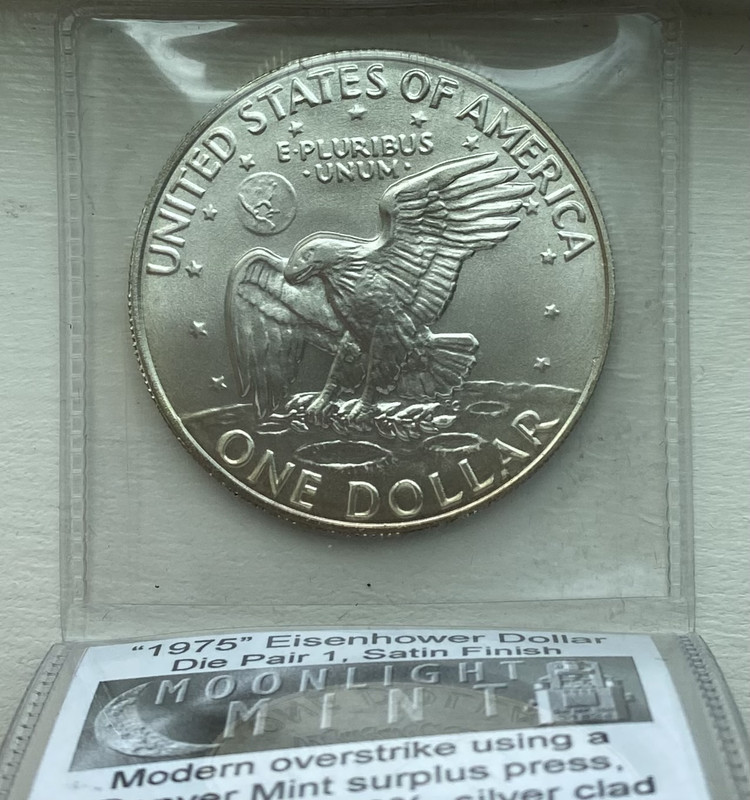 UNITED STATES OF AMERICA
E·PLURIBUS
·UNUM·
ONE DOLLAR
"1975" Eisenhower Dollar
Die Pair 1, Satin Finish
MOONLIGHT
MINT
Modern overstrike using a
Mint surplus press,
silver clad